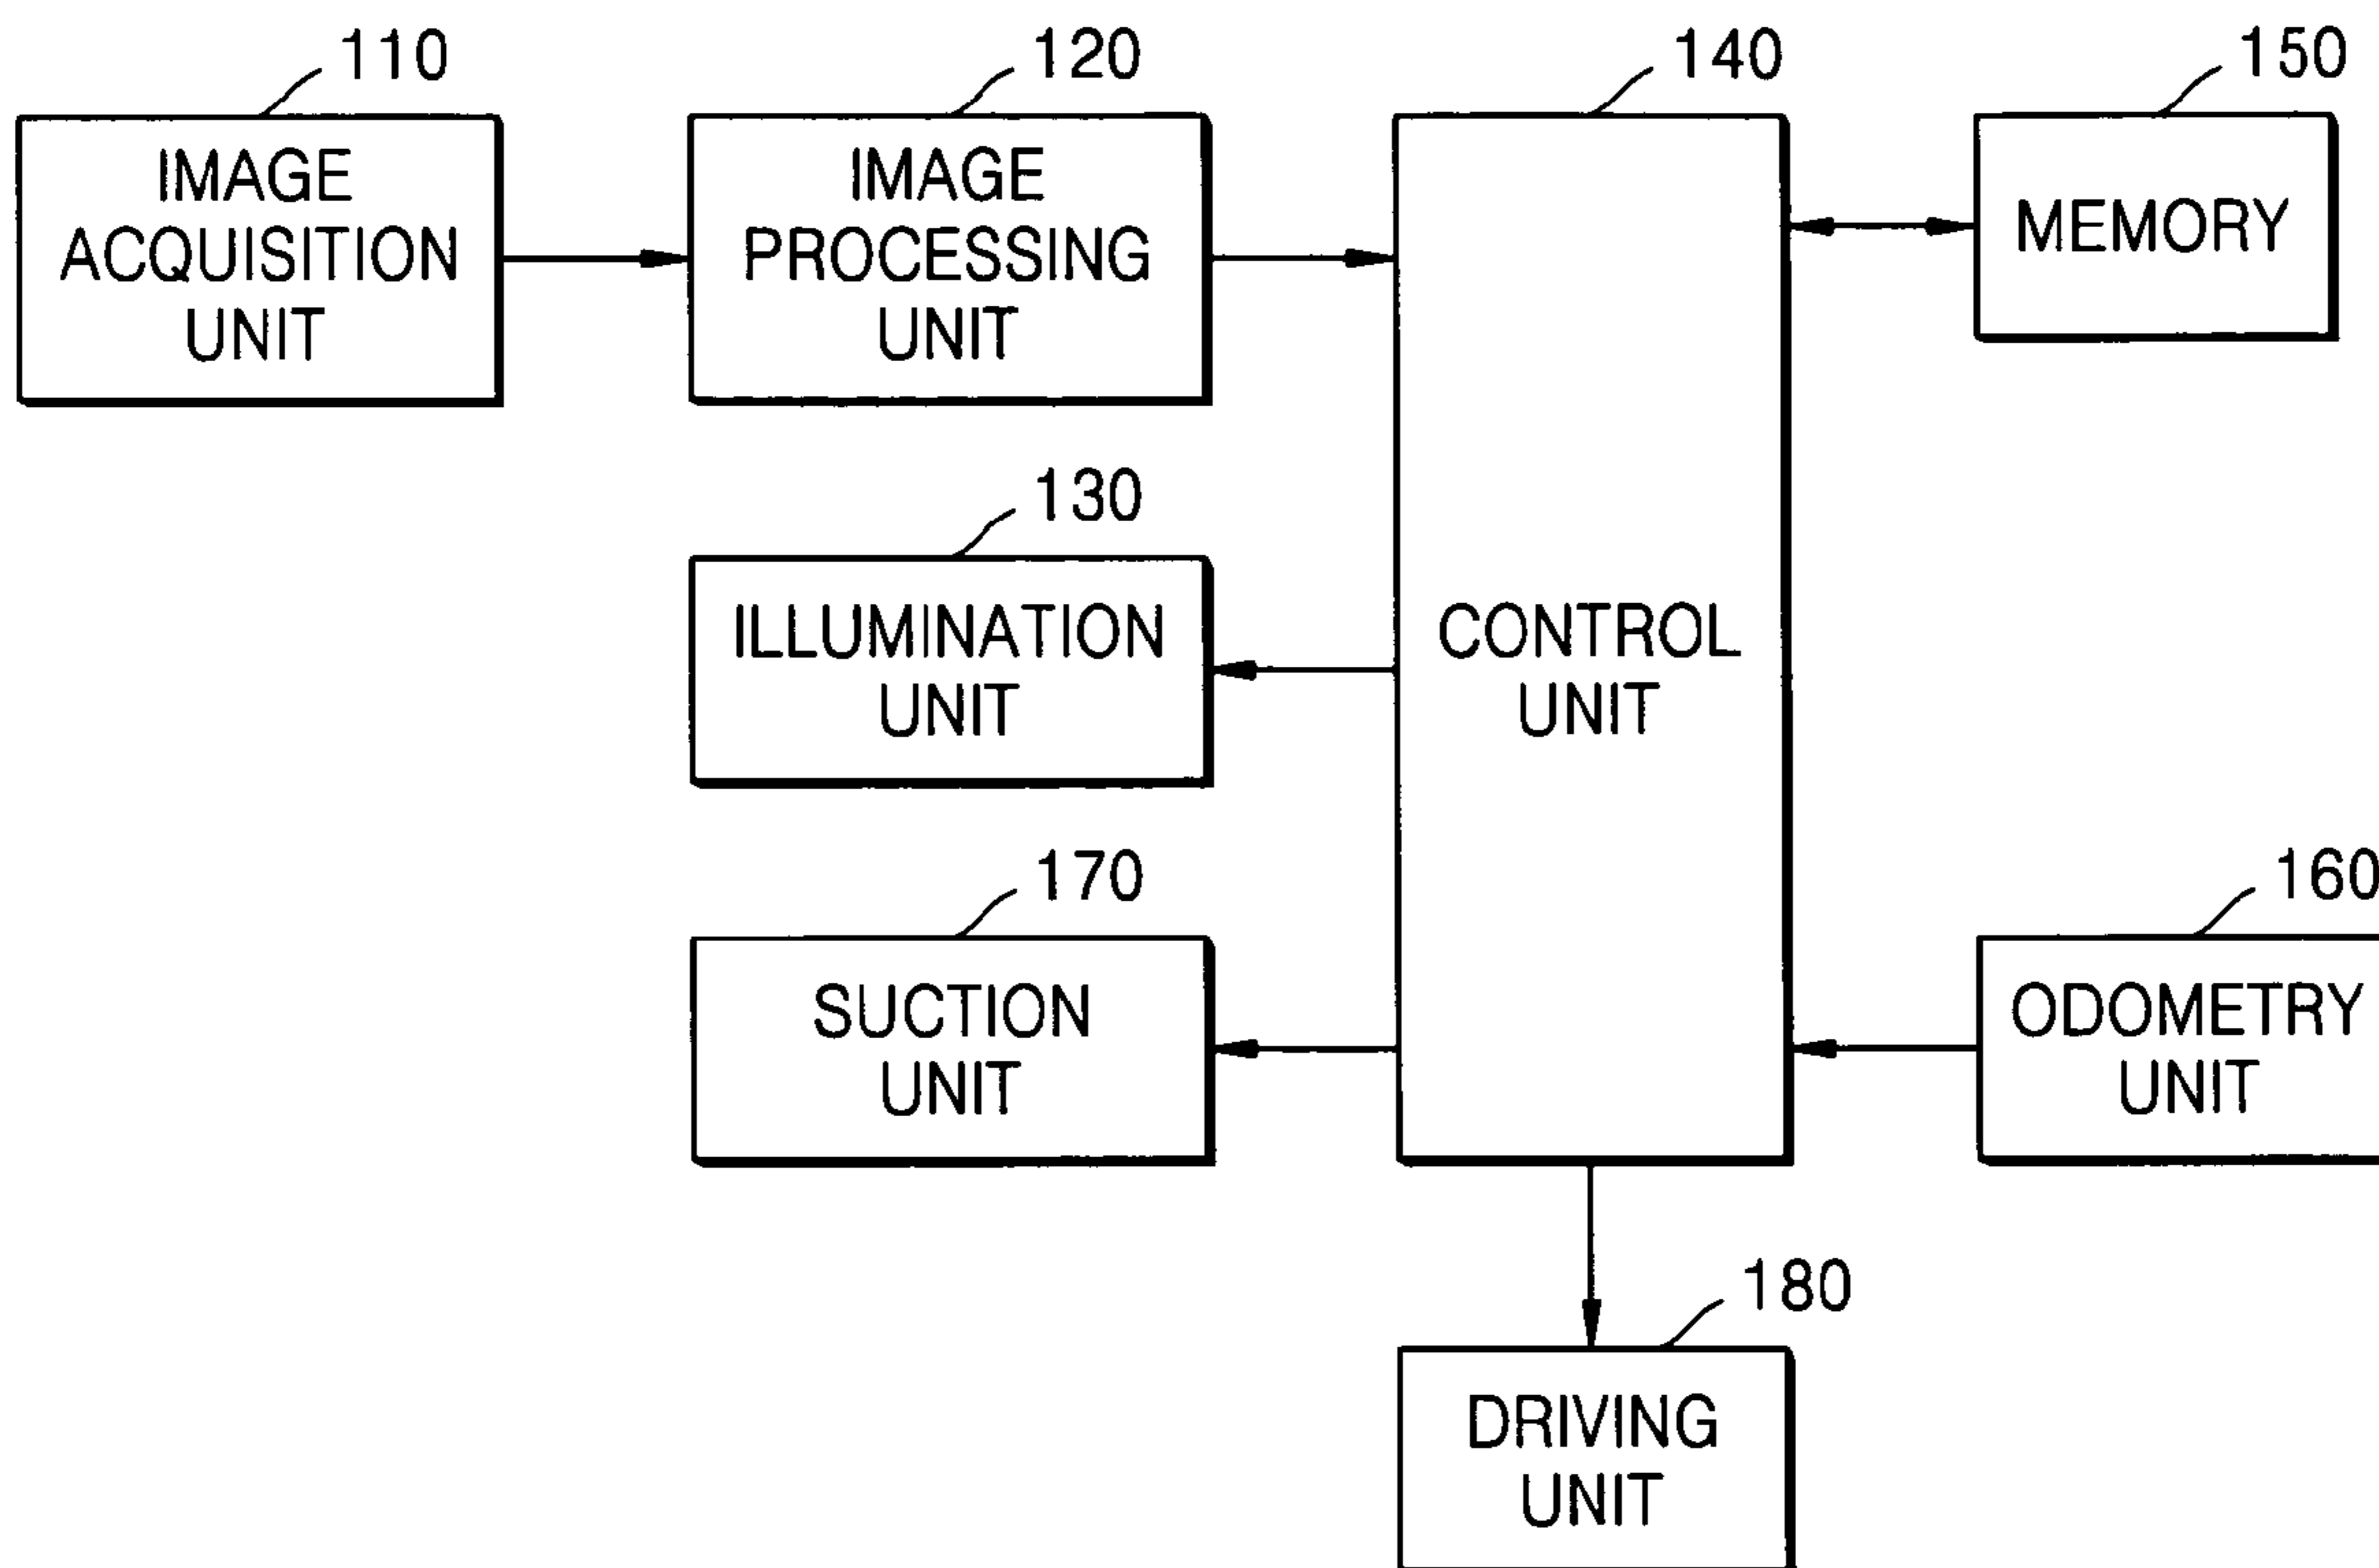 110
IMAGE
ACQUISITION
UNIT
120
IMAGE
PROCESSING
UNIT
140
CONTROL
UNIT
150
MEMORY
130
ILLUMINATION
UNIT
170
SUCTION
UNIT
160
ODOMETRY
UNIT
180
DRIVING
UNIT